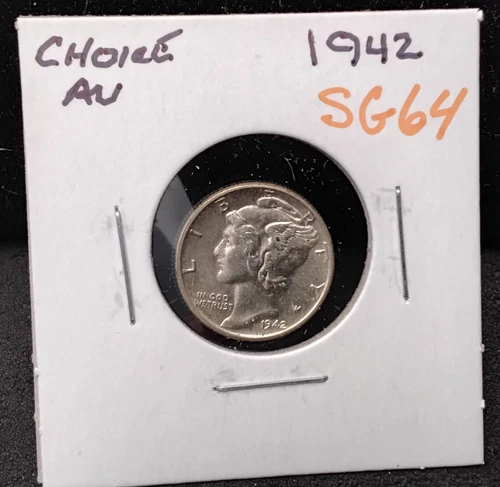 CHOICE 1942
AU SG64
LIBERTY
IN GOD
WE TRUST
1942